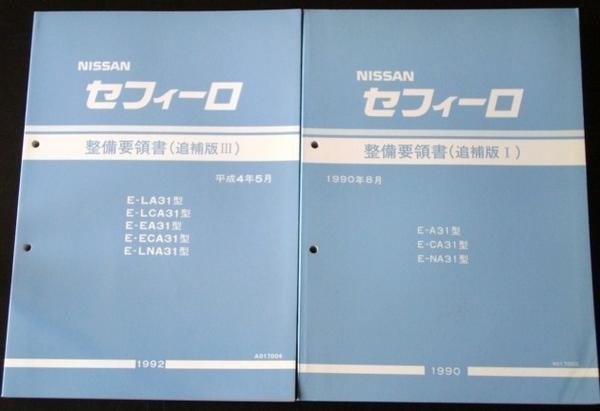 NISSAN
セフィーロ
整備要領書(追補版Ⅲ)
平成4年5月
E-LA31型
E-LCA31型
E-EA31型
E-ECA31型
E-LNA31型
A017004
1992
NISSAN
セフィーロ
整備要領書(追補版Ⅰ)
1990年8月
E-A31型
E-CA31型
E-NA31型
1990